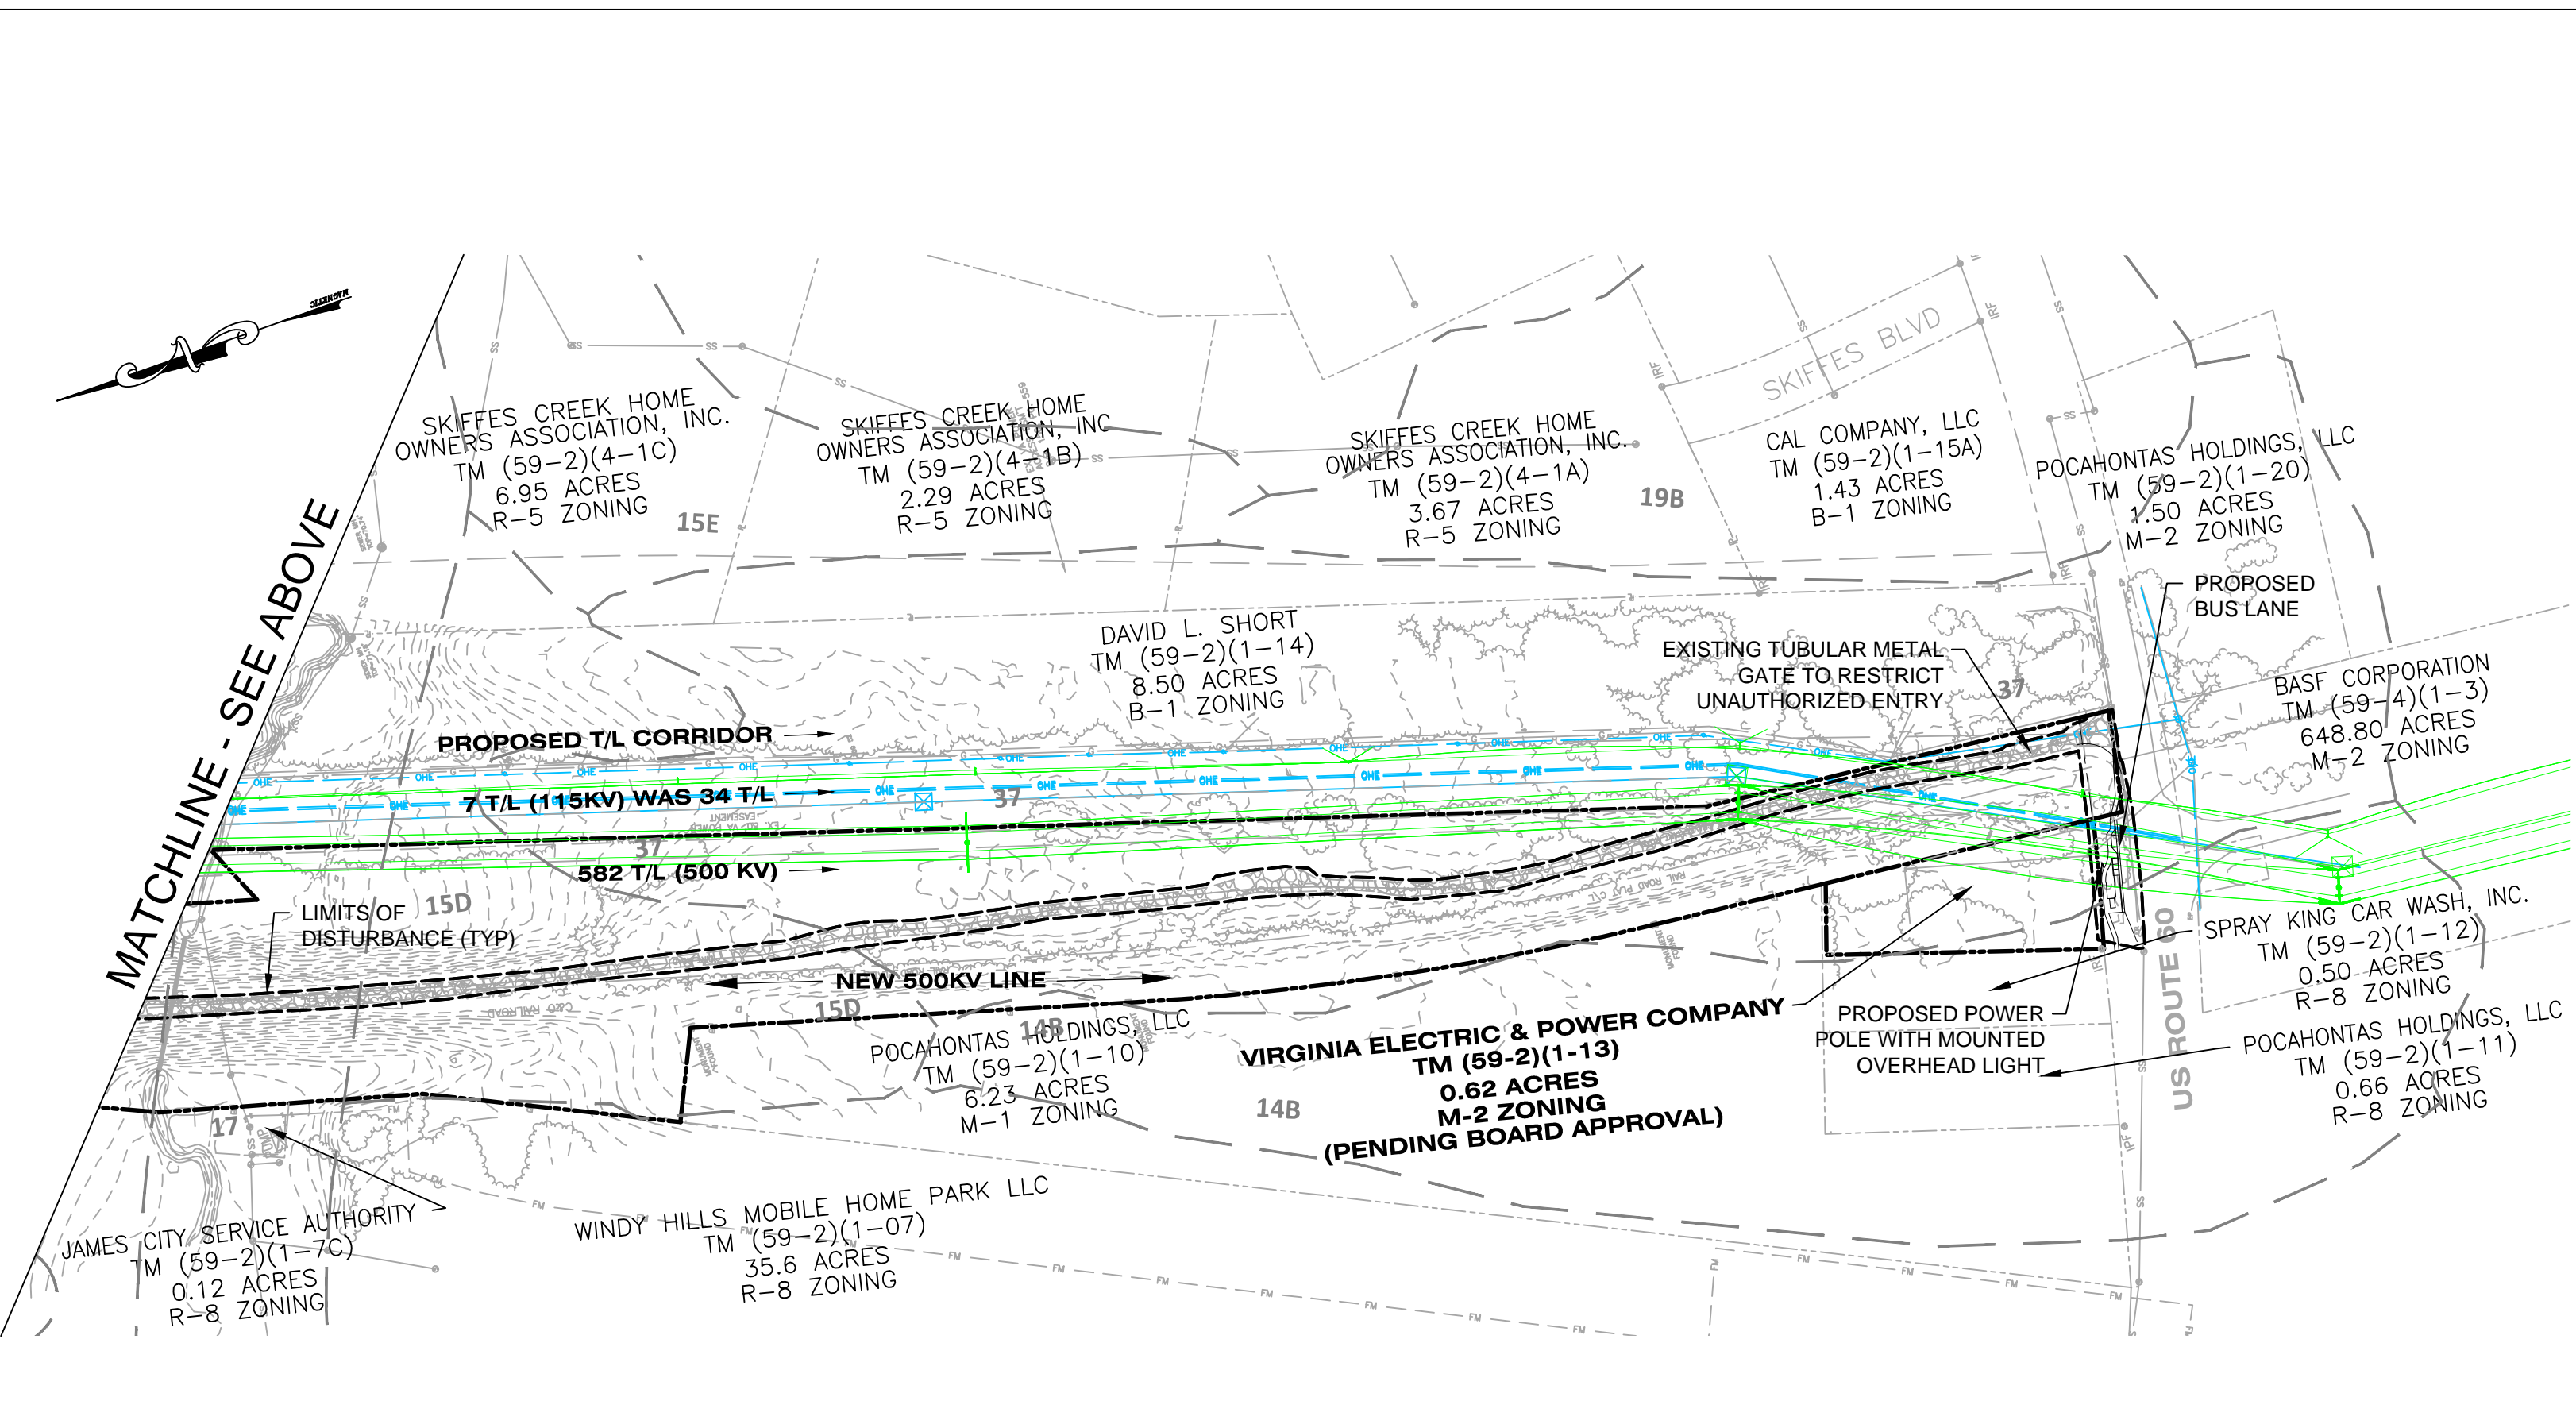 MAGNETIC
MATCHLINE - SEE ABOVE
SKIFFES CREEK HOME
OWNERS ASSOCIATION, INC.
TM (59-2)(4-1C)
6.95 ACRES
R-5 ZONING
15E
SKIFFES CREEK HOME
OWNERS ASSOCIATION, INC
TM (59-2)(4-1B)
2.29 ACRES
R-5 ZONING
SKIFFES CREEK HOME
OWNERS ASSOCIATION, INC.
TM (59-2)(4-1A)
3.67 ACRES
R-5 ZONING
19B
SKIFFES BLVD
CAL COMPANY, LLC
TM (59-2)(1-15A)
1.43 ACRES
B-1 ZONING
POCAHONTAS HOLDINGS, LLC
TM (59-2)(1-20)
1.50 ACRES
M-2 ZONING
PROPOSED
BUS LANE
DAVID L. SHORT
TM (59-2)(1-14)
8.50 ACRES
B-1 ZONING
EXISTING TUBULAR METAL
GATE TO RESTRICT
UNAUTHORIZED ENTRY
37
BASF CORPORATION
TM (59-4)(1-3)
648.80 ACRES
M-2 ZONING
PROPOSED T/L CORRIDOR
7 T/L (115KV) WAS 34 T/L
37
EX. 80' VA POWER
EASEMENT
37
582 T/L (500 KV)
15D
LIMITS OF
DISTURBANCE (TYP)
RAIL ROAD PLAT
NEW 500KV LINE
C&O RAILROAD
15D
14B
POCAHONTAS HOLDINGS, LLC
TM (59-2)(1-10)
6.23 ACRES
M-1 ZONING
VIRGINIA ELECTRIC & POWER COMPANY
TM (59-2)(1-13)
0.62 ACRES
M-2 ZONING
(PENDING BOARD APPROVAL)
14B
PROPOSED POWER
POLE WITH MOUNTED
OVERHEAD LIGHT
US ROUTE 60
SPRAY KING CAR WASH, INC.
TM (59-2)(1-12)
0.50 ACRES
R-8 ZONING
POCAHONTAS HOLDINGS, LLC
TM (59-2)(1-11)
0.66 ACRES
R-8 ZONING
17
JAMES CITY SERVICE AUTHORITY
TM (59-2)(1-7C)
0.12 ACRES
R-8 ZONING
WINDY HILLS MOBILE HOME PARK LLC
TM (59-2)(1-07)
35.6 ACRES
R-8 ZONING